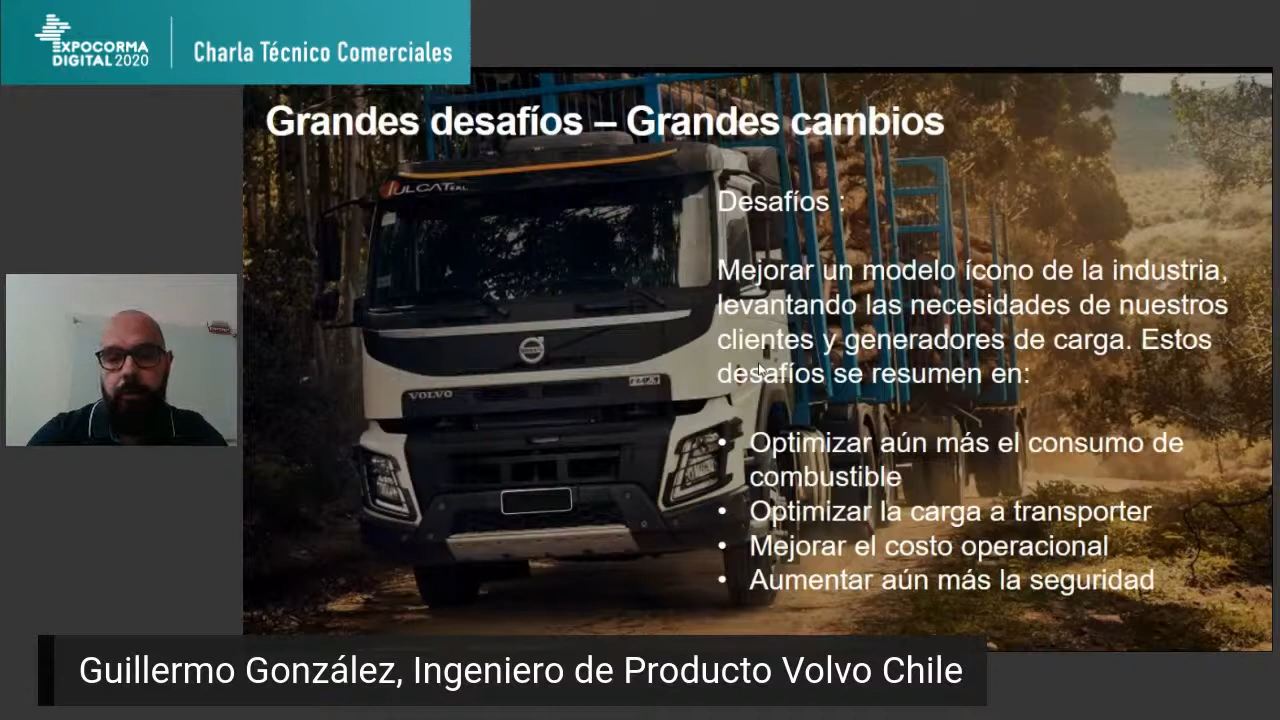 EXPOCORMA
DIGITAL 2020
Charla Técnico Comerciales
Grandes desafíos – Grandes cambios
Desafíos :
Mejorar un modelo ícono de la industria,
levantando las necesidades de nuestros
clientes y generadores de carga. Estos
desafíos se resumen en:
• Optimizar aún más el consumo de
combustible
• Optimizar la carga a transporter
• Mejorar el costo operacional
• Aumentar aún más la seguridad
VOLVO
Guillermo González, Ingeniero de Producto Volvo Chile